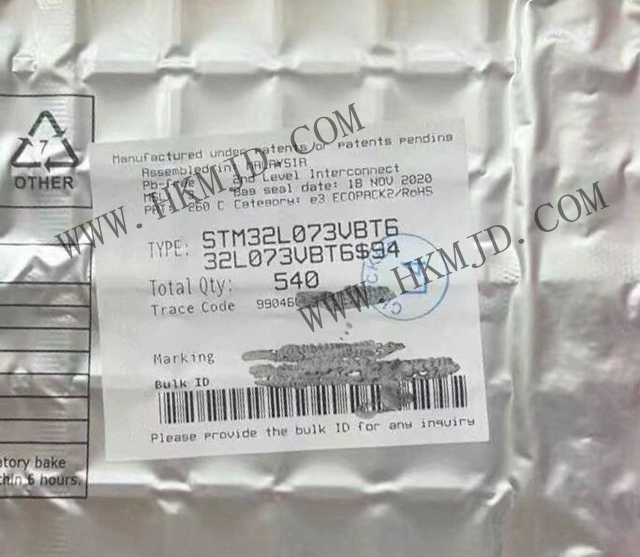 7
OTHER
Manufactured under patents or patents pending
Assembled in MALAYSIA
Pb-free 2nd Level Interconnect
MSL: Bag seal date: 18 NOV 2020
260 C Category: e3 ECOPACK2/RoHS
TYPE: STM32L073VBT6
32L073VBT6$94
Total Qty: 540
Trace Code 99046
Marking
Bulk ID
Please provide the bulk ID for any inquiry
atory bake
thin 6 hours.
WWW.HKMJD.COM
WWW.HKMJD.COM